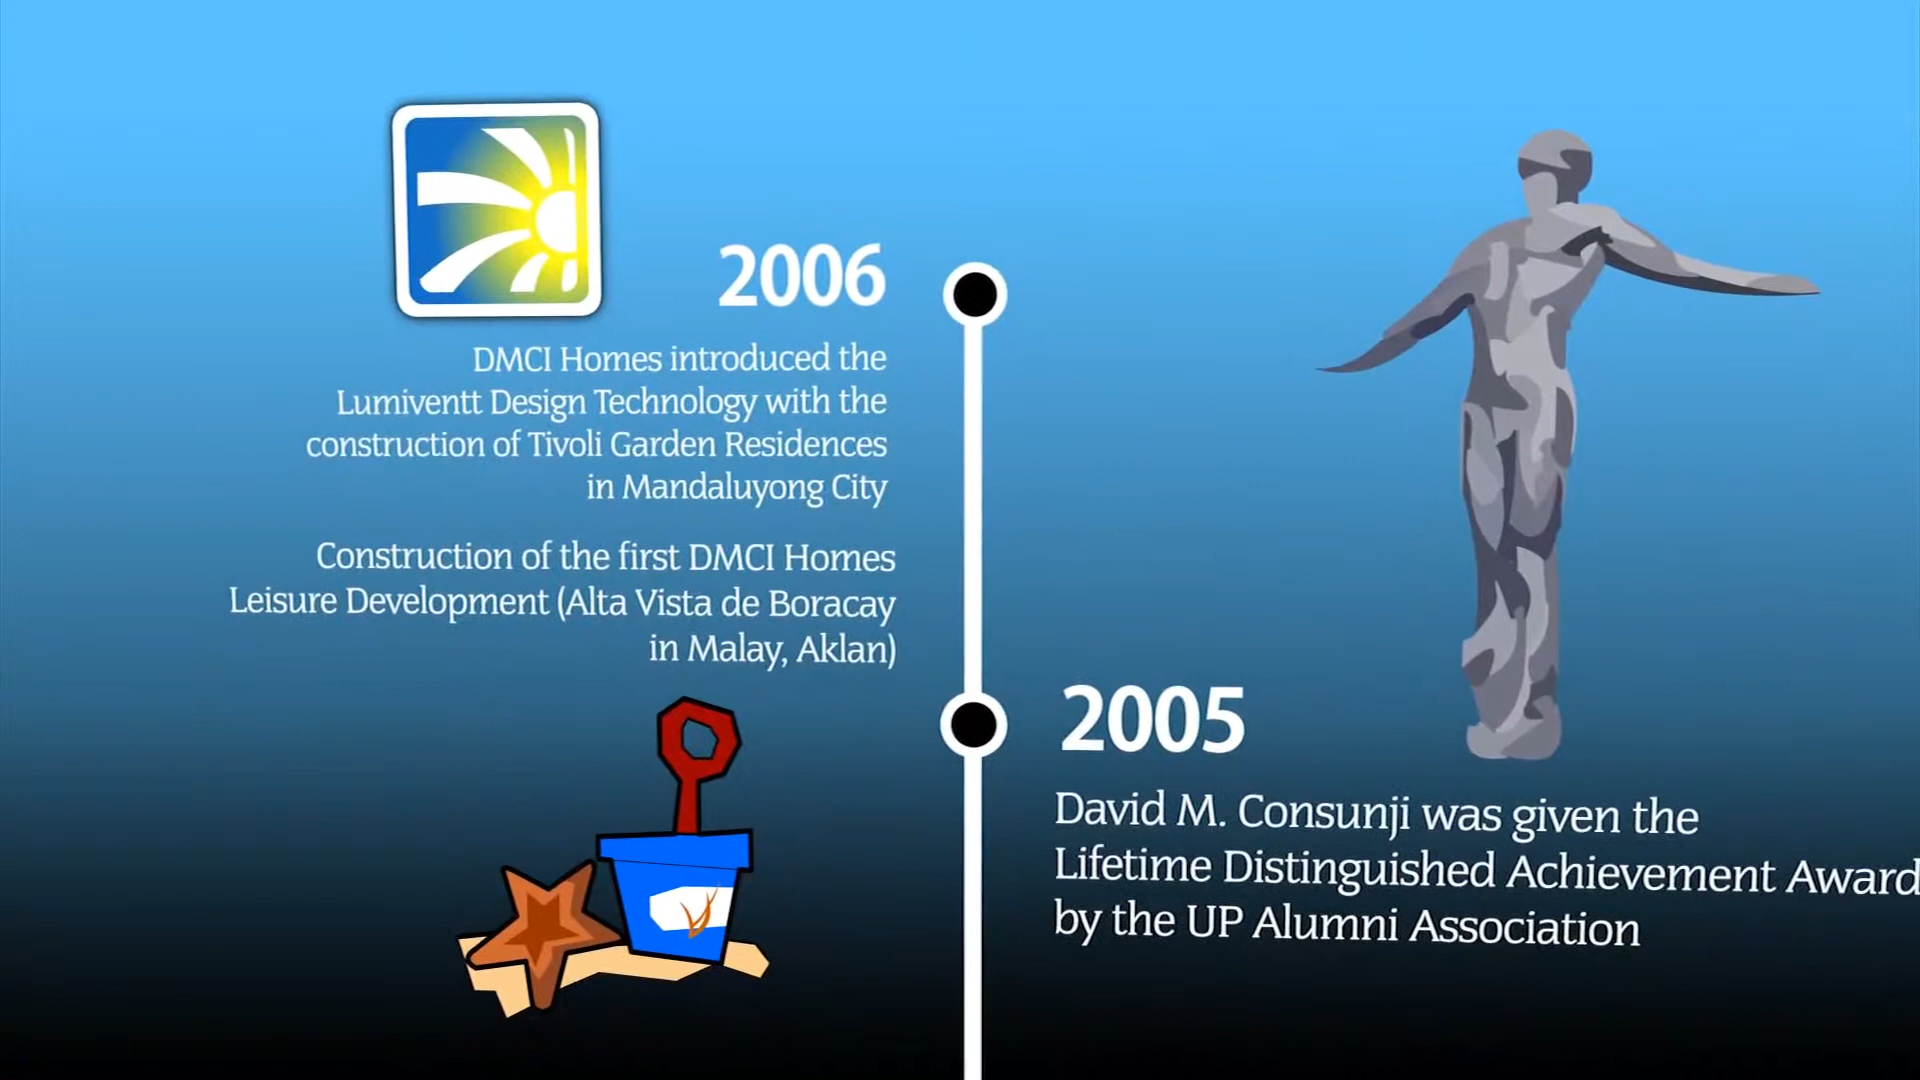 2006
DMCI Homes introduced the
Lumiventt Design Technology with the
construction of Tivoli Garden Residences
in Mandaluyong City
Construction of the first DMCI Homes
Leisure Development (Alta Vista de Boracay
in Malay, Aklan)
2005
David M. Consunji was given the
Lifetime Distinguished Achievement Award
by the UP Alumni Association